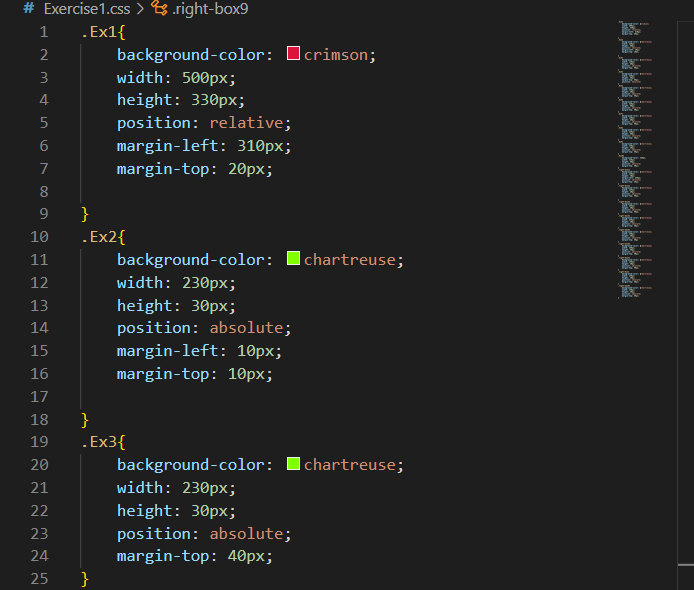 # Exercise1.css > .right-box9
1 .Ex1{
2 background-color: crimson;
3 width: 500px;
4 height: 330px;
5 position: relative;
6 margin-left: 310px;
7 margin-top: 20px;
8
9 }
10 .Ex2{
11 background-color: chartreuse;
12 width: 230px;
13 height: 30px;
14 position: absolute;
15 margin-left: 10px;
16 margin-top: 10px;
17
18 }
19 .Ex3{
20 background-color: chartreuse;
21 width: 230px;
22 height: 30px;
23 position: absolute;
24 margin-top: 40px;
25 }